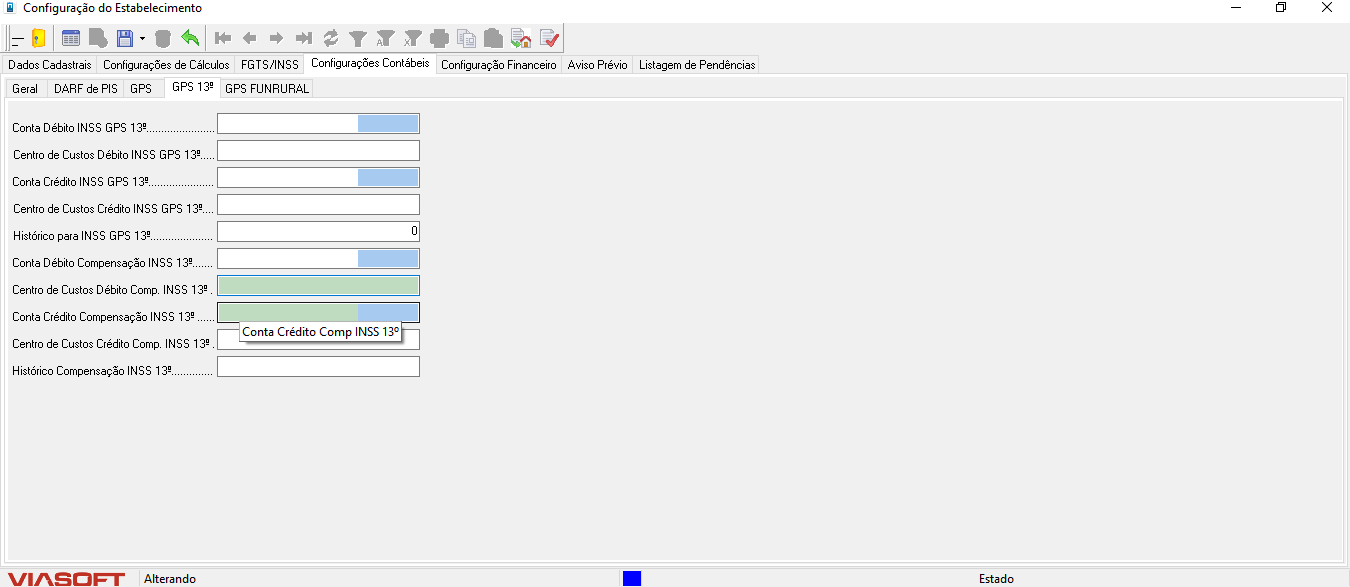 Configuração do Estabelecimento
Dados Cadastrais Configurações de Cálculos FGTS/INSS Configurações Contábeis Configuração Financeiro Aviso Prévio Listagem de Pendências
Geral DARF de PIS GPS GPS 13º GPS FUNRURAL
Conta Débito INSS GPS 13º.......................
Centro de Custos Débito INSS GPS 13º.....
Conta Crédito INSS GPS 13º......................
Centro de Custos Crédito INSS GPS 13º....
Histórico para INSS GPS 13º..................... 0
Conta Débito Compensação INSS 13º.......
Centro de Custos Débito Comp. INSS 13º .
Conta Crédito Compensação INSS 13º ......
Conta Crédito Comp INSS 13º
Centro de Custos Crédito Comp. INSS 13º .
Histórico Compensação INSS 13º..............
VIASOFT Alterando Estado